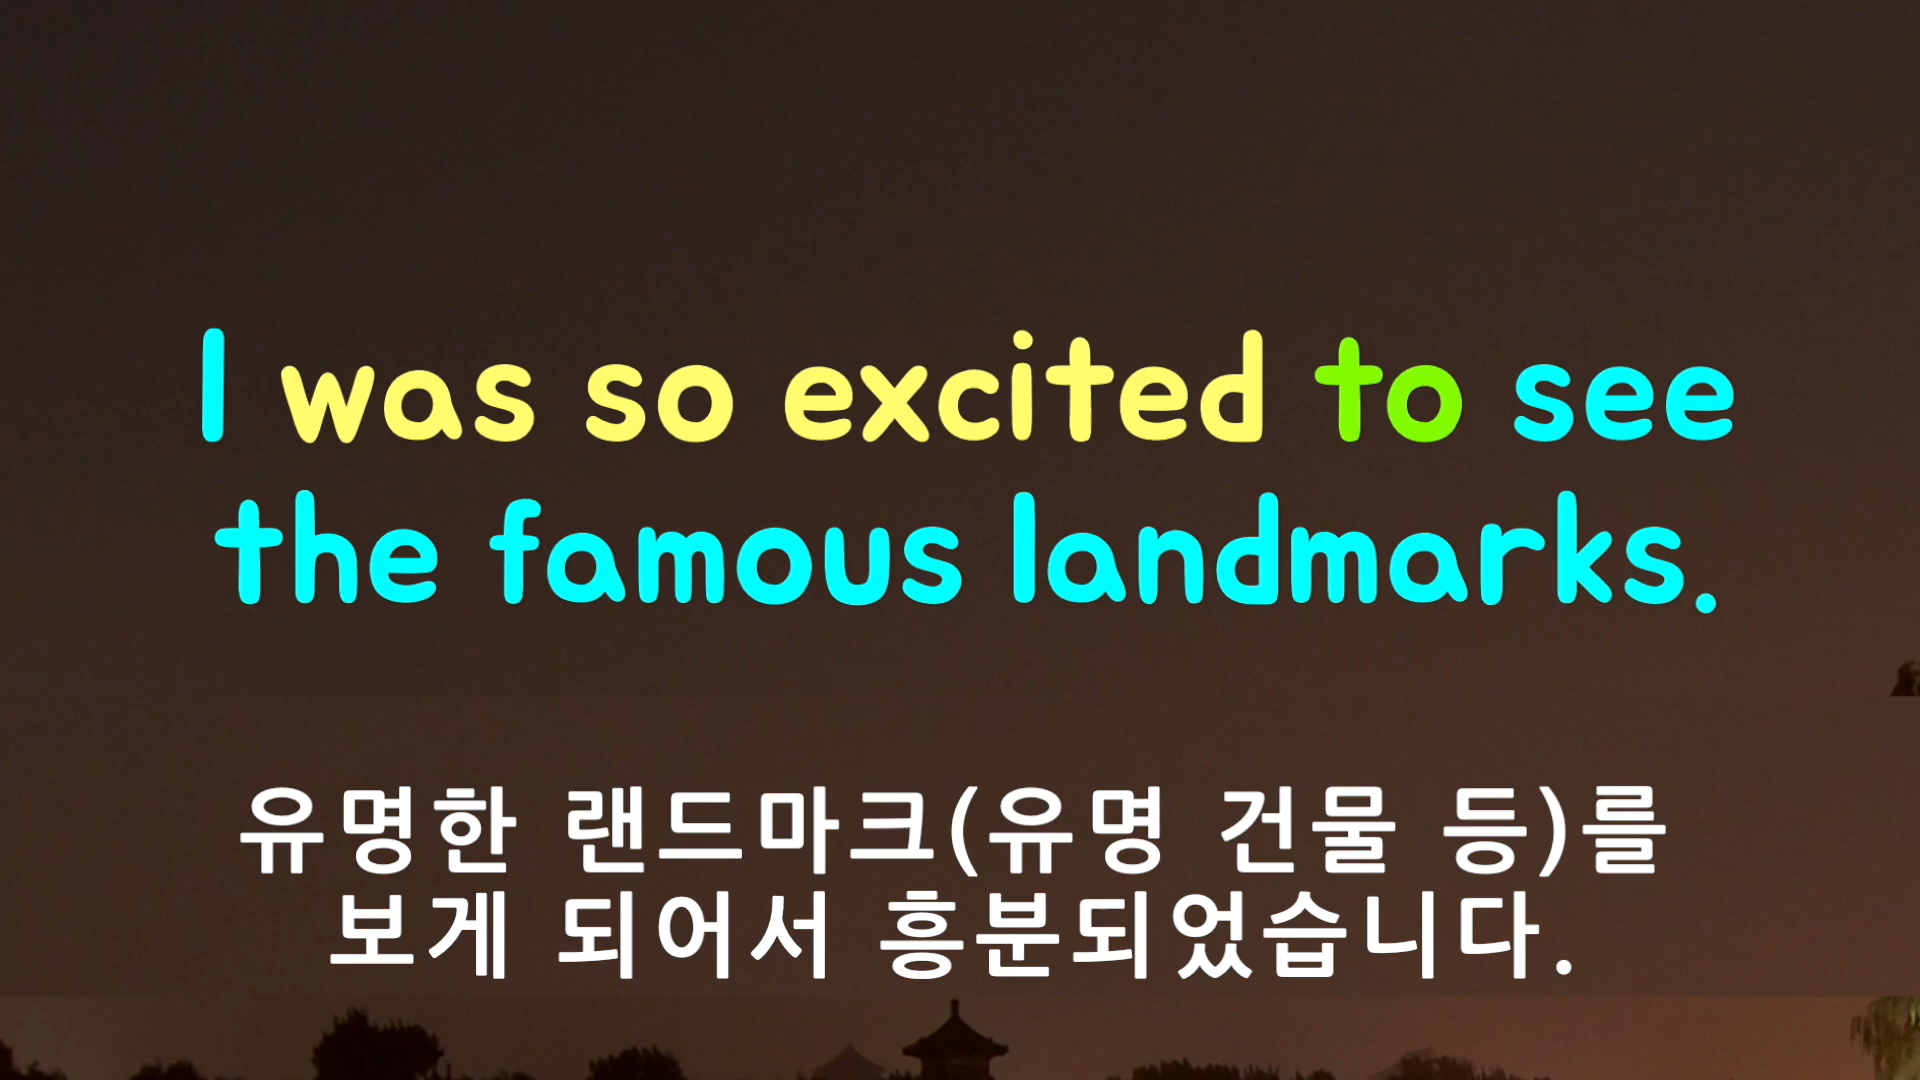 I was so excited to see
the famous landmarks.
유명한 랜드마크(유명 건물 등)를
보게 되어서 흥분되었습니다.